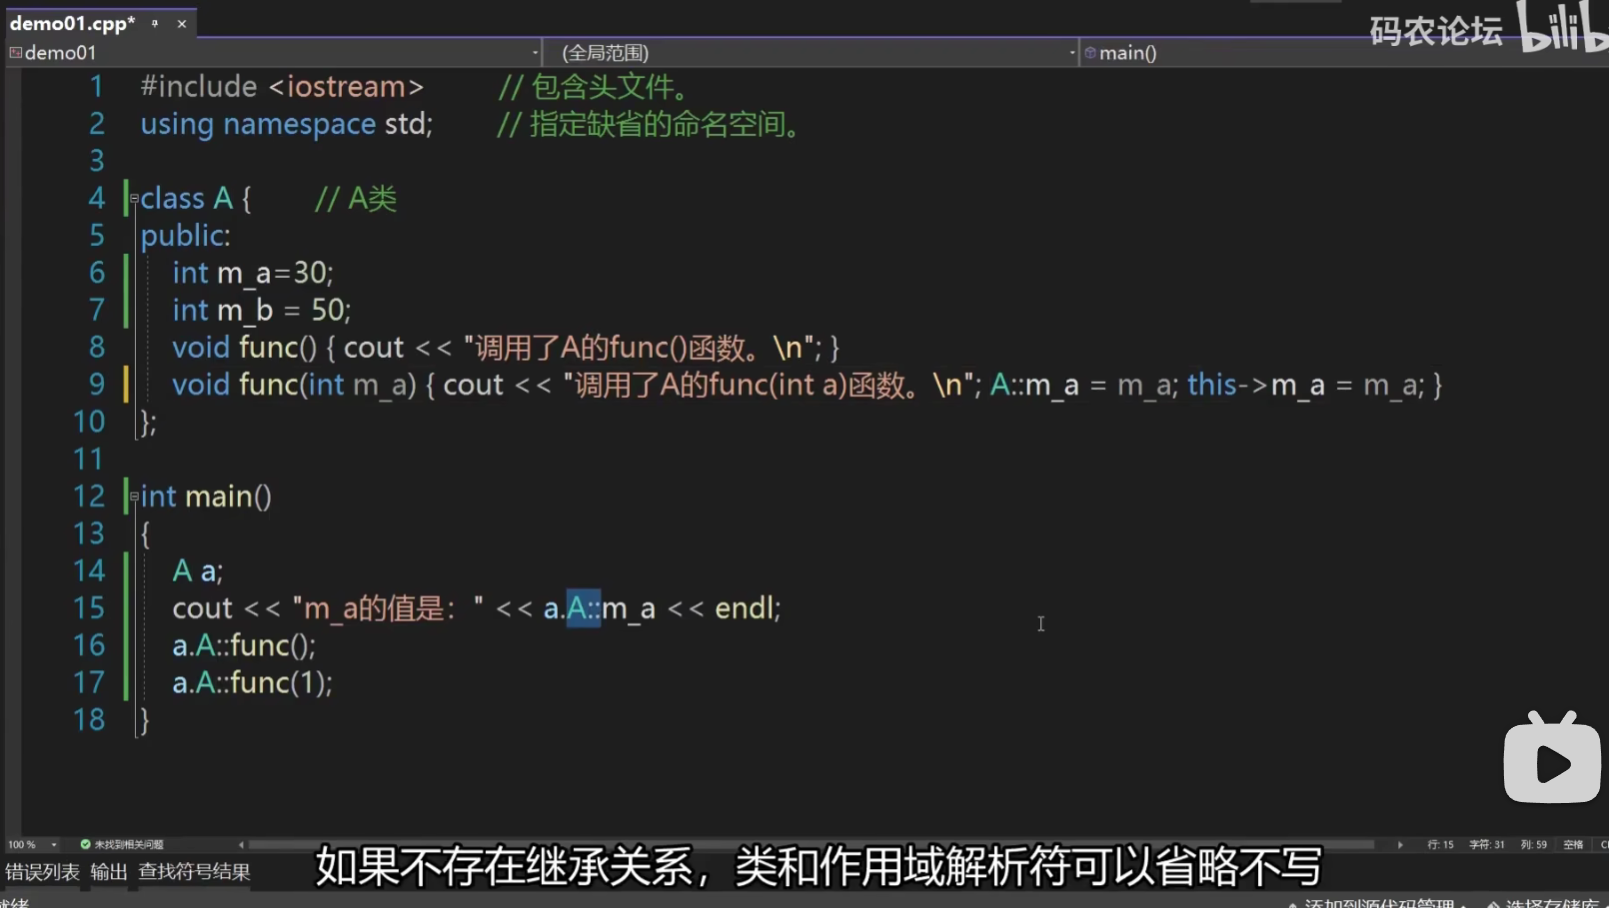 demo01.cpp*
码农论坛 bilib
demo01 (全局范围) main()
1 #include <iostream> // 包含头文件。
2 using namespace std; // 指定缺省的命名空间。
3
4 class A { // A类
5 public:
6 int m_a=30;
7 int m_b = 50;
8 void func() { cout << "调用了A的func()函数。\n"; }
9 void func(int m_a) { cout << "调用了A的func(int a)函数。\n"; A::m_a = m_a; this->m_a = m_a; }
10 };
11
12 int main()
13 {
14 A a;
15 cout << "m_a的值是：" << a.A::m_a << endl;
16 a.A::func();
17 a.A::func(1);
18 }
100 % 未找到相关问题 行: 15 字符: 31 列: 59 空格
错误列表 输出 查找符号结果
如果不存在继承关系，类和作用域解析符可以省略不写
就绪 添加到源代码管理 选择存储库